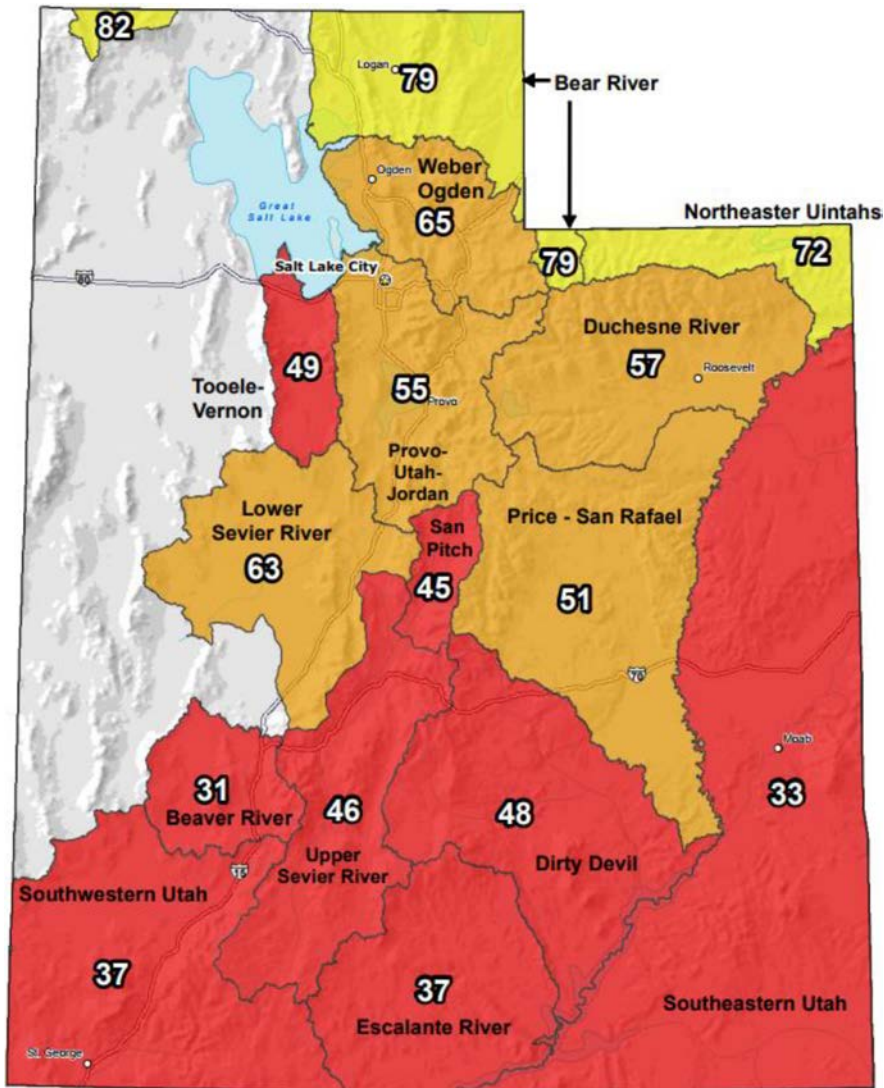 82
Logan
79
Bear River
Weber
Ogden
Ogden
65
Great
Salt Lake
Northeaster Uintahs
72
79
Salt Lake City
80
Duchesne River
57
Roosevelt
49
55
Provo
Tooele-
Vernon
Provo-
Utah-
Jordan
Lower
Sevier River
63
San
Pitch
45
Price - San Rafael
51
70
Moab
33
31
Beaver River
46
Upper
Sevier River
48
Dirty Devil
15
Southwestern Utah
37
37
Escalante River
Southeastern Utah
St. George